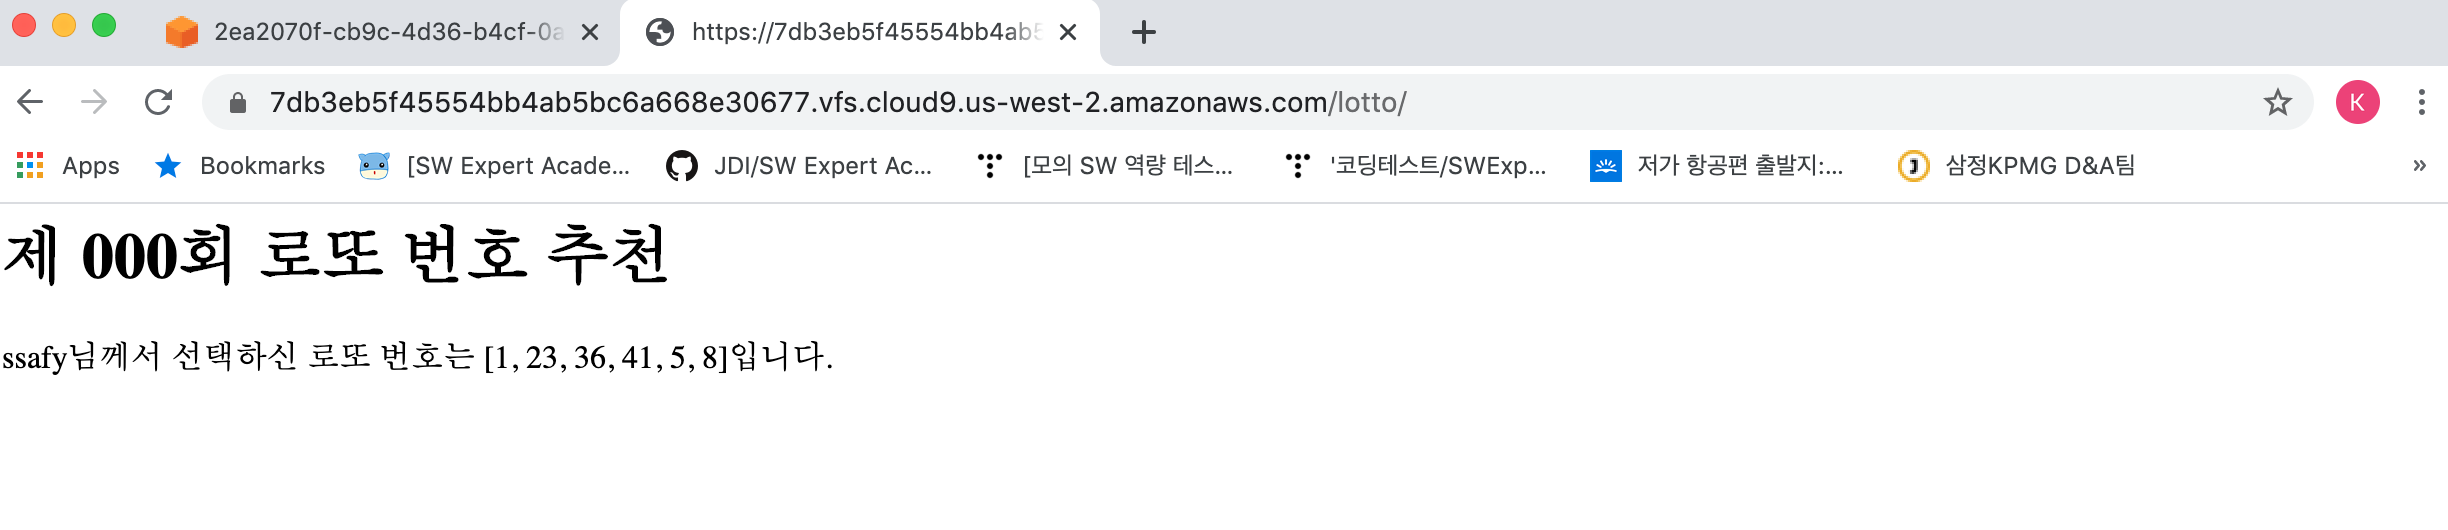 2ea2070f-cb9c-4d36-b4cf-0a
https://7db3eb5f45554bb4ab5
7db3eb5f45554bb4ab5bc6a668e30677.vfs.cloud9.us-west-2.amazonaws.com/lotto/
K
Apps Bookmarks [SW Expert Acade... JDI/SW Expert Ac... [모의 SW 역량 테스... '코딩테스트/SWExp... 저가 항공편 출발지:... 삼정KPMG D&A팀 »
제 000회 로또 번호 추천
ssafy님께서 선택하신 로또 번호는 [1, 23, 36, 41, 5, 8]입니다.